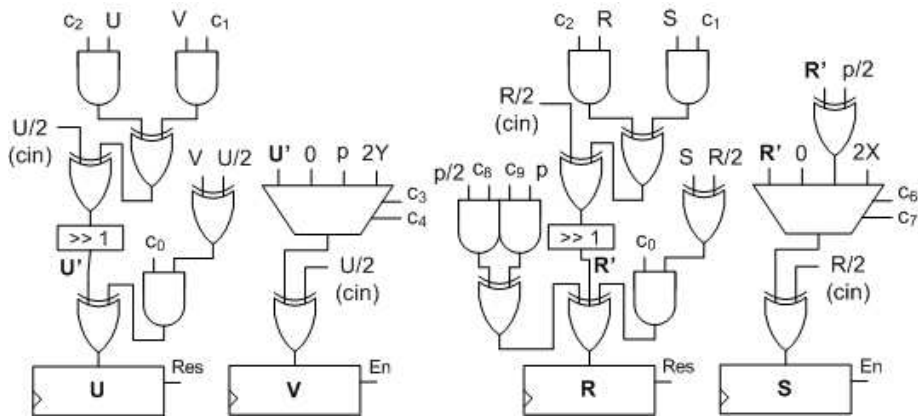 c2 U V c1 c2 R S c1
R' p/2
U/2 R/2
(cin) (cin)
V U/2 U' 0 p 2Y p/2 c8 c9 p S R/2 R' 0 2X
c3 c6
c4 c7
>> 1 c0 >> 1 c0
U' U/2 R' R/2
(cin) (cin)
Res En Res En
U V R S